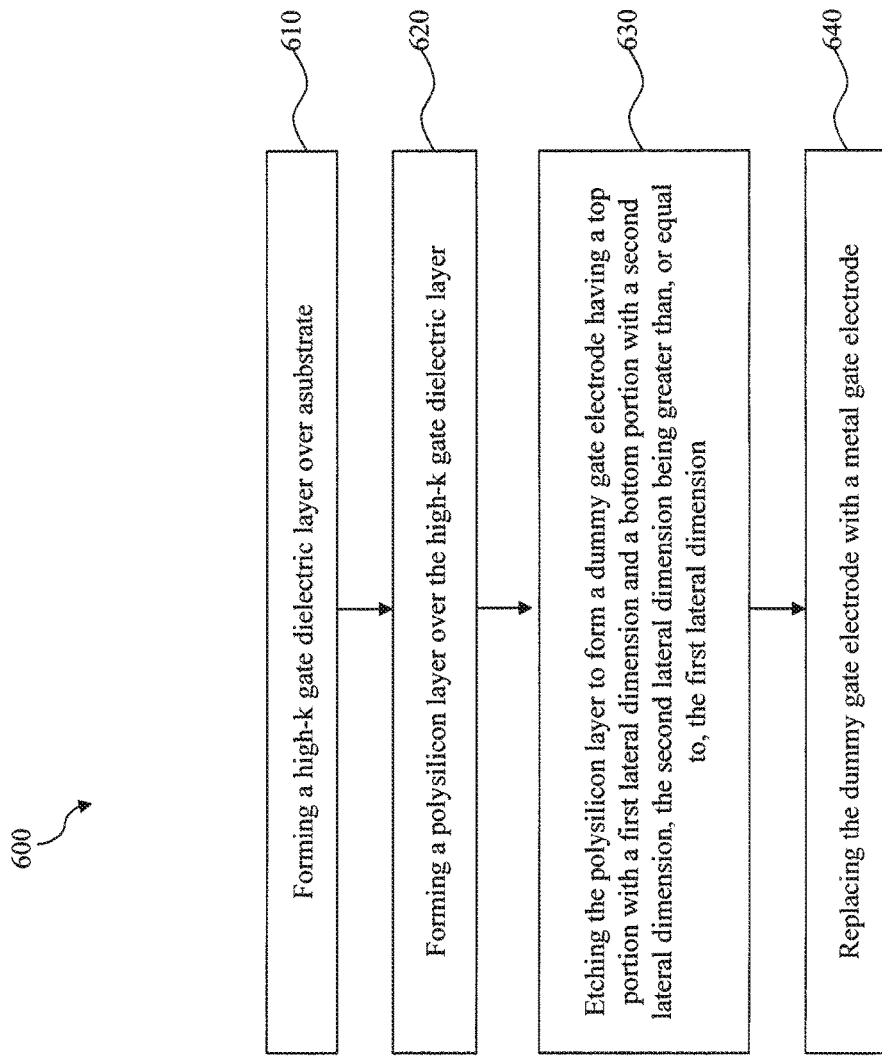 600
Forming a high-k gate dielectric layer over asubstrate
610
Forming a polysilicon layer over the high-k gate dielectric layer
620
Etching the polysilicon layer to form a dummy gate electrode having a top
portion with a first lateral dimension and a bottom portion with a second
lateral dimension, the second lateral dimension being greater than, or equal
to, the first lateral dimension
630
Replacing the dummy gate electrode with a metal gate electrode
640